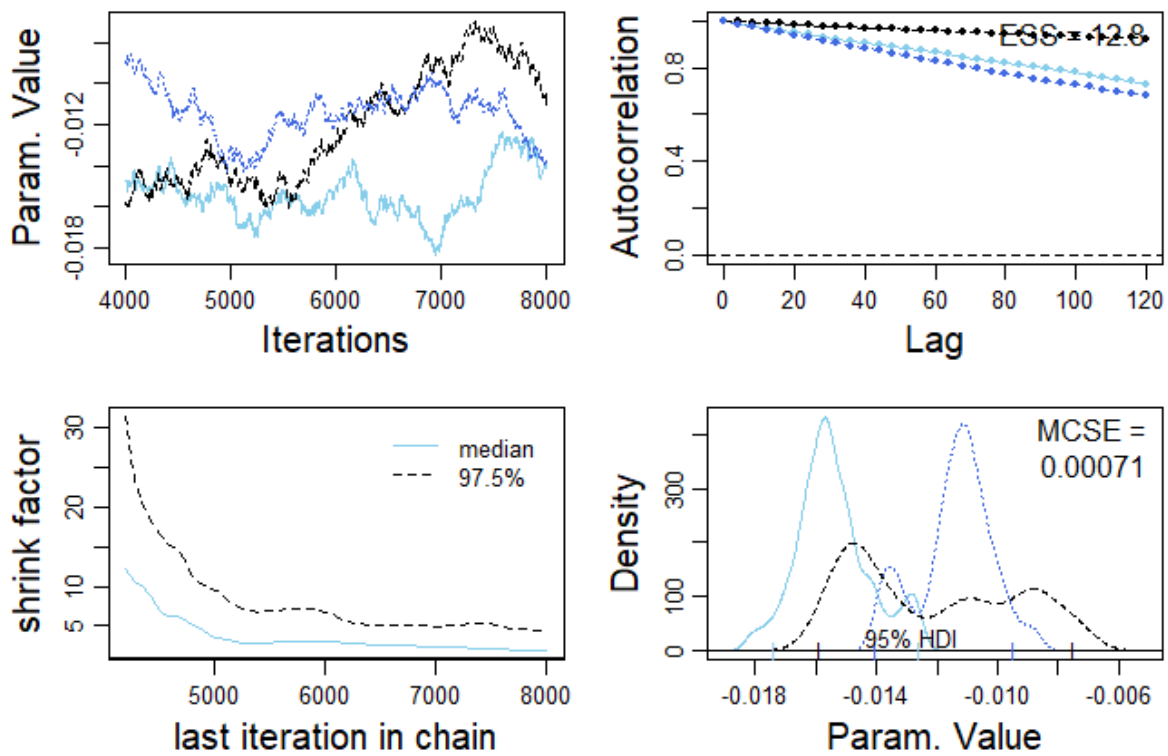 Param. Value
-0.018
-0.012
4000
5000
6000
7000
8000
Iterations
Autocorrelation
0.0
0.4
0.8
ESS = 12.8
0
20
40
60
80
100
120
Lag
shrink factor
5
10
20
30
median
97.5%
5000
6000
7000
8000
last iteration in chain
Density
0
100
300
MCSE =
0.00071
95% HDI
-0.018
-0.014
-0.010
-0.006
Param. Value